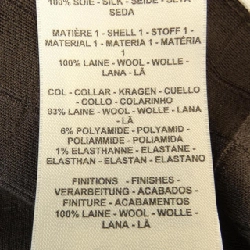 100% SOIE - SILK - SEIDE - SETA
SEDA
MATIÈRE 1 - SHELL 1 - STOFF 1 -
MATERIAL 1 - MATERIA 1 - MATÉRIA
1
100% LAINE - WOOL - WOLLE -
LANA - LÃ
COL - COLLAR - KRAGEN - CUELLO
- COLLO - COLARINHO
93% LAINE - WOOL - WOLLE -
LANA - LÃ
6% POLYAMIDE - POLYAMID -
POLIAMMIDE - POLIAMIDA
1% ELASTHANNE - ELASTANE -
ELASTHAN - ELASTAN - ELASTANO
FINITIONS - FINISHES -
VERARBEITUNG - ACABADOS -
FINITURE - ACABAMENTOS
100% LAINE - WOOL - WOLLE -
LANA - LÃ